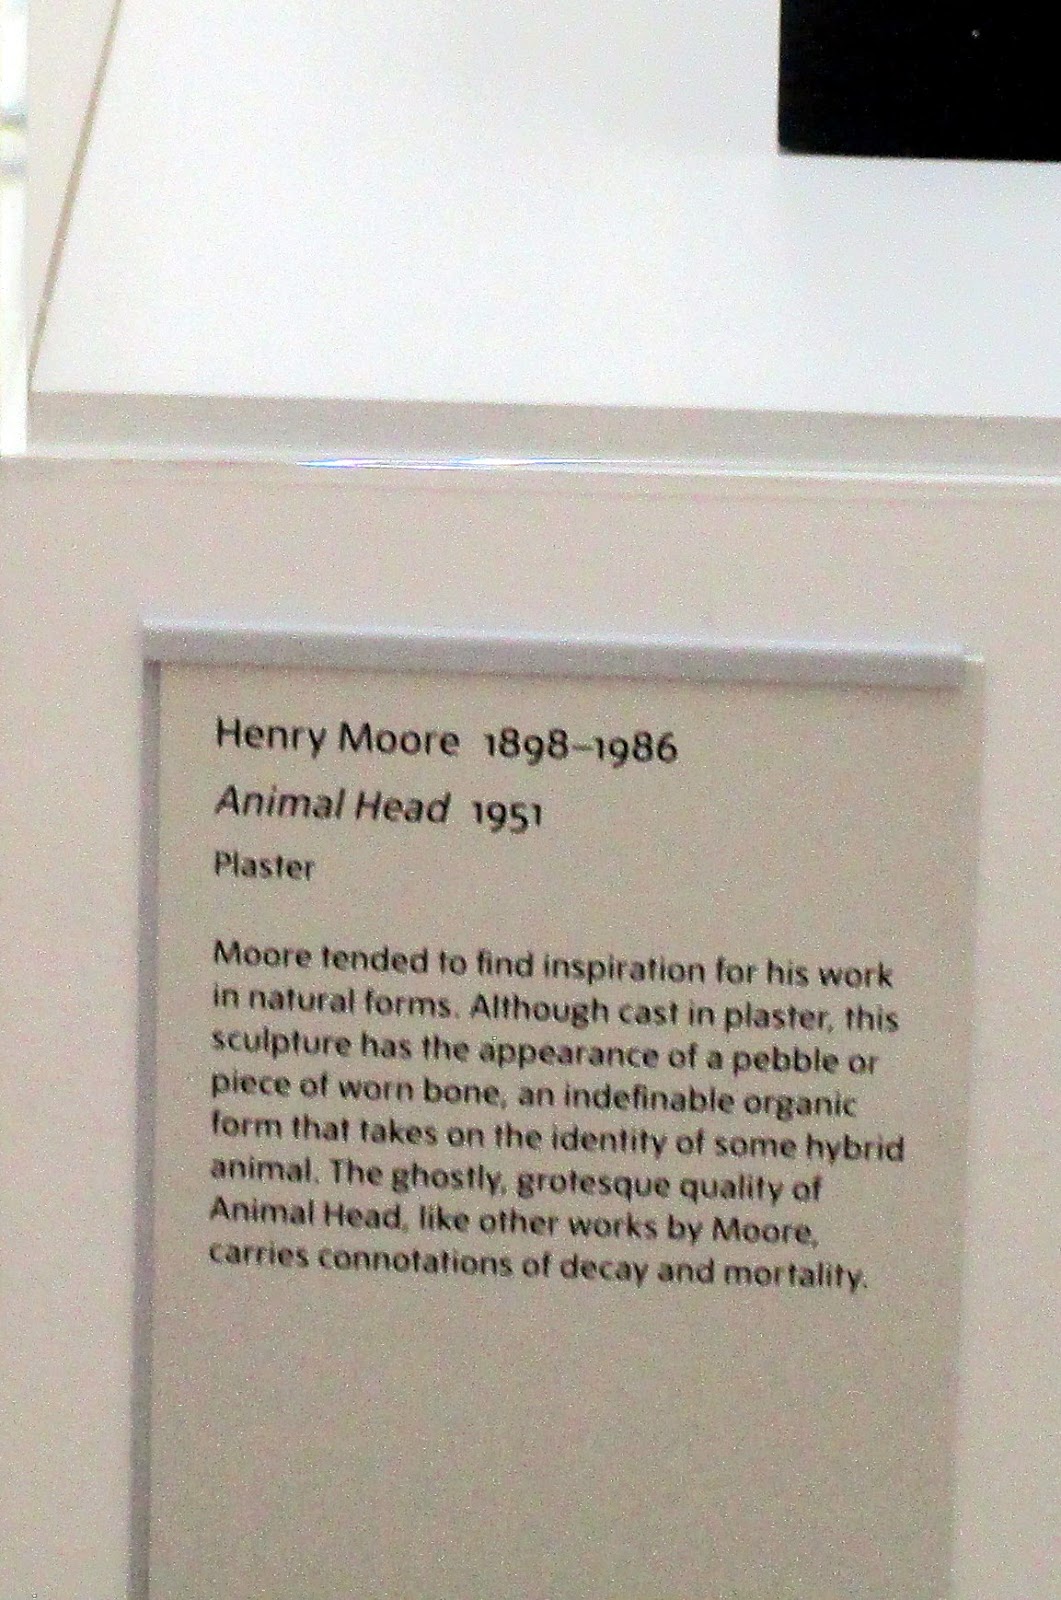 Henry Moore 1898–1986
Animal Head 1951
Plaster
Moore tended to find inspiration for his work
in natural forms. Although cast in plaster, this
sculpture has the appearance of a pebble or
piece of worn bone, an indefinable organic
form that takes on the identity of some hybrid
animal. The ghostly, grotesque quality of
Animal Head, like other works by Moore,
carries connotations of decay and mortality.